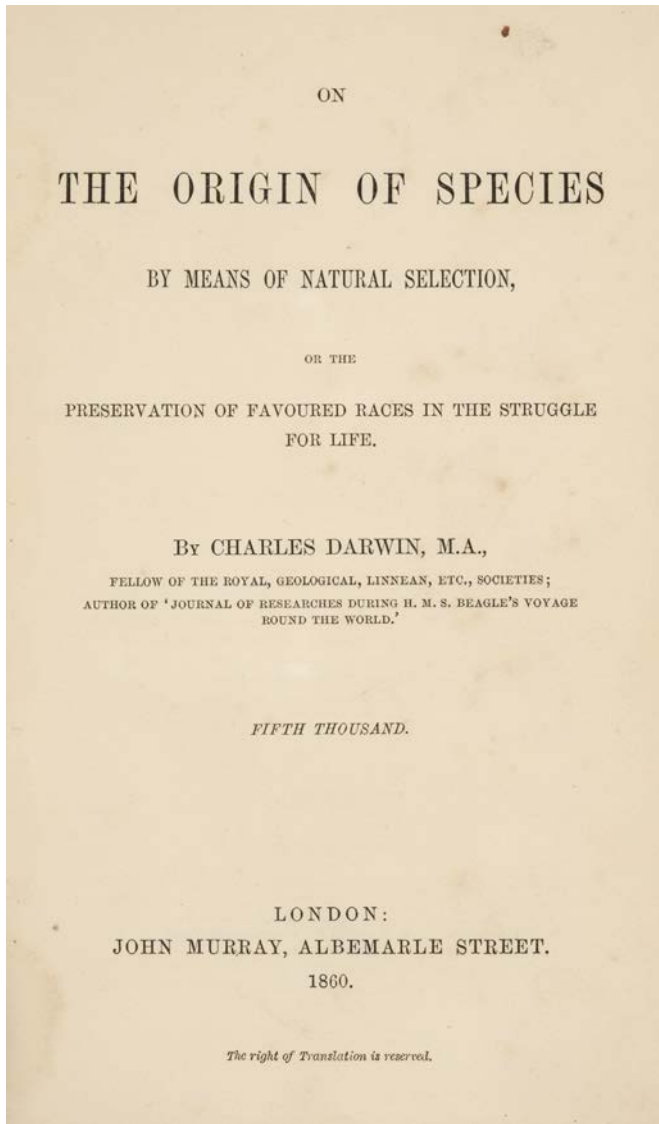 ON
THE ORIGIN OF SPECIES
BY MEANS OF NATURAL SELECTION,
OR THE
PRESERVATION OF FAVOURED RACES IN THE STRUGGLE
FOR LIFE.
BY CHARLES DARWIN, M.A.,
FELLOW OF THE ROYAL, GEOLOGICAL, LINNEAN, ETC., SOCIETIES;
AUTHOR OF 'JOURNAL OF RESEARCHES DURING H. M. S. BEAGLE'S VOYAGE
ROUND THE WORLD.'
FIFTH THOUSAND.
LONDON:
JOHN MURRAY, ALBEMARLE STREET.
1860.
The right of Translation is reserved.